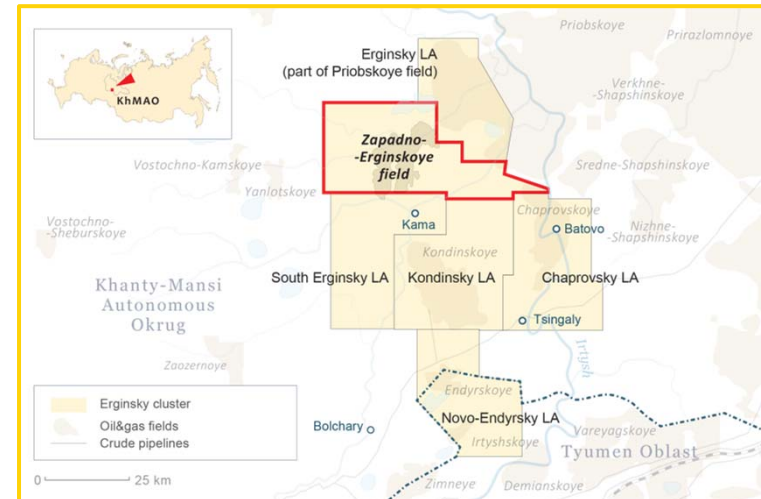 Priobskoye
Prirazlomnoye
Erginsky LA
(part of Priobskoye field)
KhMAO
Verkhne-
-Shapshinskoye
Zapadno-
-Erginskoye
field
Vostochno-Kamskoye
Sredne-Shapshinskoye
Yanlotskoye
Chaprovskoye
Vostochno-
-Sheburskoye
Kama
Batovo
Nizhne-
-Shapshinskoye
Kondinskoye
South Erginsky LA
Kondinsky LA
Chaprovsky LA
Khanty-Mansi
Autonomous
Okrug
Tsingaly
Irtysh
Zaozernoye
Endyrskoye
Erginsky cluster
Oil&gas fields
Crude pipelines
Novo-Endyrsky LA
Bolchary
Irtyshskoye
Vareyagskoye
Tyumen Oblast
0
25 km
Zimneye
Demianskoye